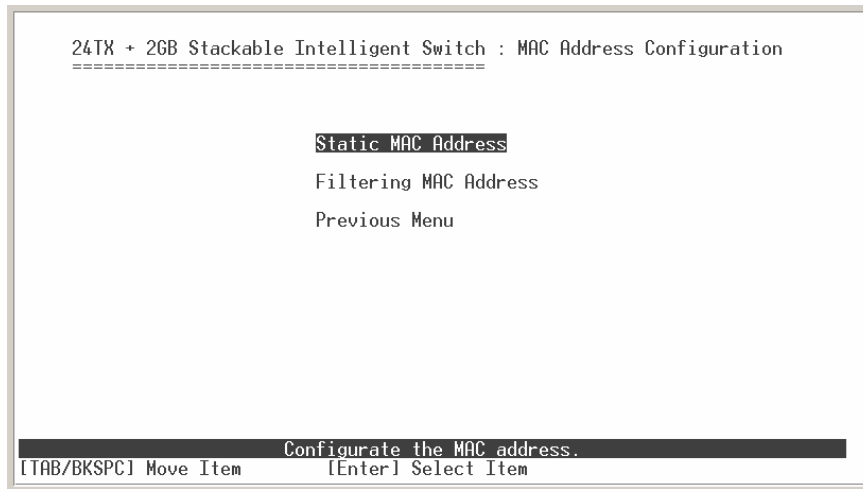 24TX + 2GB Stackable Intelligent Switch : MAC Address Configuration
=======================================
Static MAC Address
Filtering MAC Address
Previous Menu
Configurate the MAC address.
[TAB/BKSPC] Move Item [Enter] Select Item